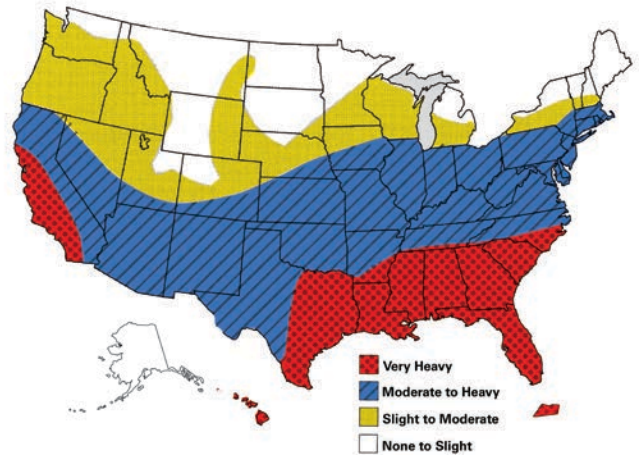 Very Heavy
Moderate to Heavy
Slight to Moderate
None to Slight